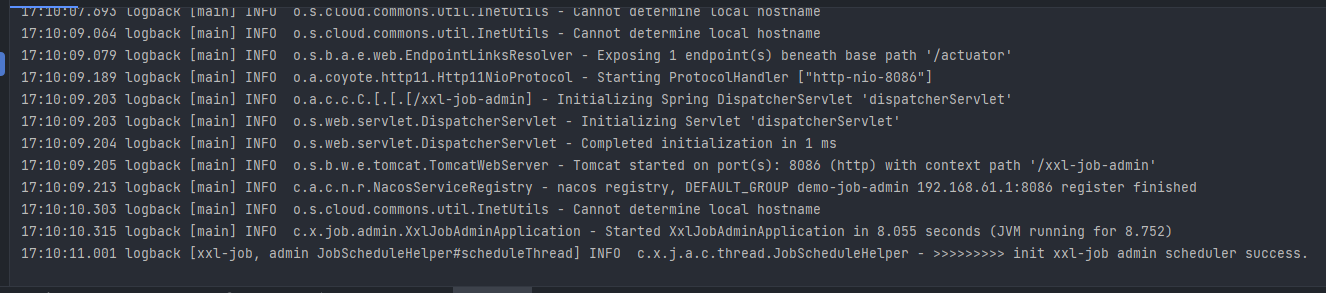 17:10:07.693 logback [main] INFO  o.s.cloud.commons.util.InetUtils - Cannot determine local hostname
17:10:09.064 logback [main] INFO  o.s.cloud.commons.util.InetUtils - Cannot determine local hostname
17:10:09.079 logback [main] INFO  o.s.b.a.e.web.EndpointLinksResolver - Exposing 1 endpoint(s) beneath base path '/actuator'
17:10:09.189 logback [main] INFO  o.a.coyote.http11.Http11NioProtocol - Starting ProtocolHandler ["http-nio-8086"]
17:10:09.203 logback [main] INFO  o.a.c.c.C.[.[.[/xxl-job-admin] - Initializing Spring DispatcherServlet 'dispatcherServlet'
17:10:09.203 logback [main] INFO  o.s.web.servlet.DispatcherServlet - Initializing Servlet 'dispatcherServlet'
17:10:09.204 logback [main] INFO  o.s.web.servlet.DispatcherServlet - Completed initialization in 1 ms
17:10:09.205 logback [main] INFO  o.s.b.w.e.tomcat.TomcatWebServer - Tomcat started on port(s): 8086 (http) with context path '/xxl-job-admin'
17:10:09.213 logback [main] INFO  c.a.c.n.r.NacosServiceRegistry - nacos registry, DEFAULT_GROUP demo-job-admin 192.168.61.1:8086 register finished
17:10:10.303 logback [main] INFO  o.s.cloud.commons.util.InetUtils - Cannot determine local hostname
17:10:10.315 logback [main] INFO  c.x.job.admin.XxlJobAdminApplication - Started XxlJobAdminApplication in 8.055 seconds (JVM running for 8.752)
17:10:11.001 logback [xxl-job, admin JobScheduleHelper#scheduleThread] INFO  c.x.j.a.c.thread.JobScheduleHelper - >>>>>>>>> init xxl-job admin scheduler success.